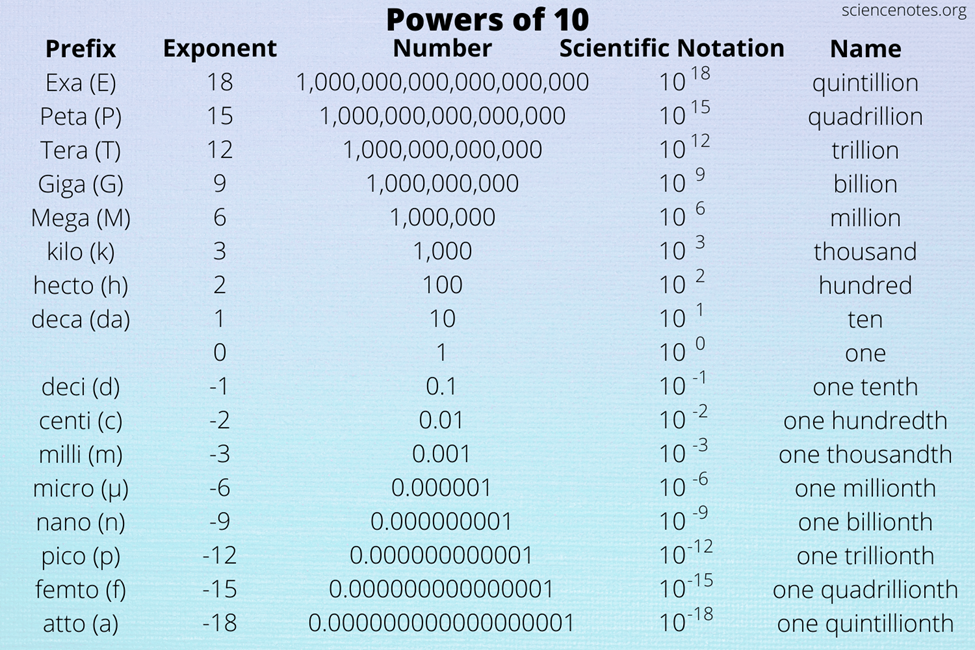 Powers of 10
sciencenotes.org
Prefix Exponent Number Scientific Notation Name
Exa (E) 18 1,000,000,000,000,000,000 10 18 quintillion
Peta (P) 15 1,000,000,000,000,000 10 15 quadrillion
Tera (T) 12 1,000,000,000,000 10 12 trillion
Giga (G) 9 1,000,000,000 10 9 billion
Mega (M) 6 1,000,000 10 6 million
kilo (k) 3 1,000 10 3 thousand
hecto (h) 2 100 10 2 hundred
deca (da) 1 10 10 1 ten
0 1 10 0 one
deci (d) -1 0.1 10 -1 one tenth
centi (c) -2 0.01 10 -2 one hundredth
milli (m) -3 0.001 10 -3 one thousandth
micro (µ) -6 0.000001 10 -6 one millionth
nano (n) -9 0.000000001 10 -9 one billionth
pico (p) -12 0.000000000001 10-12 one trillionth
femto (f) -15 0.000000000000001 10-15 one quadrillionth
atto (a) -18 0.000000000000000001 10-18 one quintillionth